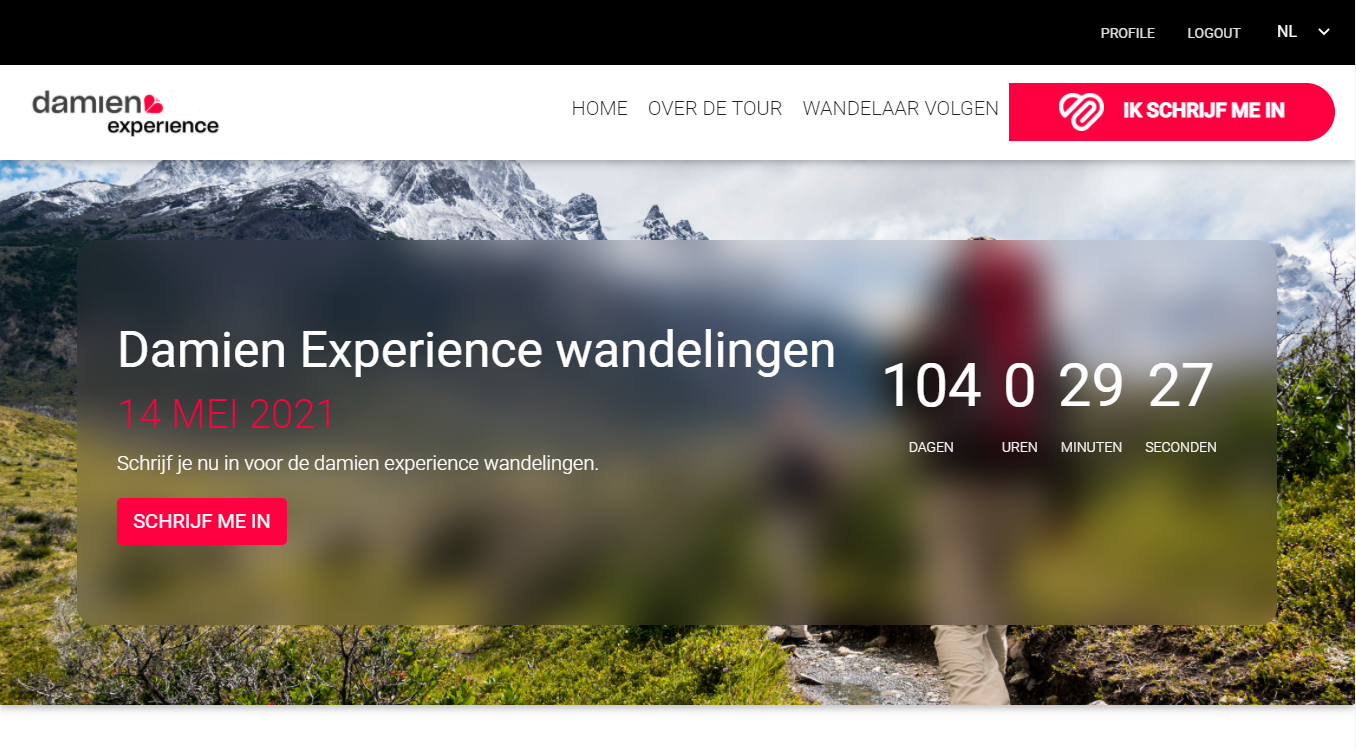 PROFILE LOGOUT NL
damien
experience
HOME OVER DE TOUR WANDELAAR VOLGEN IK SCHRIJF ME IN
Damien Experience wandelingen
14 MEI 2021
Schrijf je nu in voor de damien experience wandelingen.
SCHRIJF ME IN
104 0 29 27
DAGEN UREN MINUTEN SECONDEN